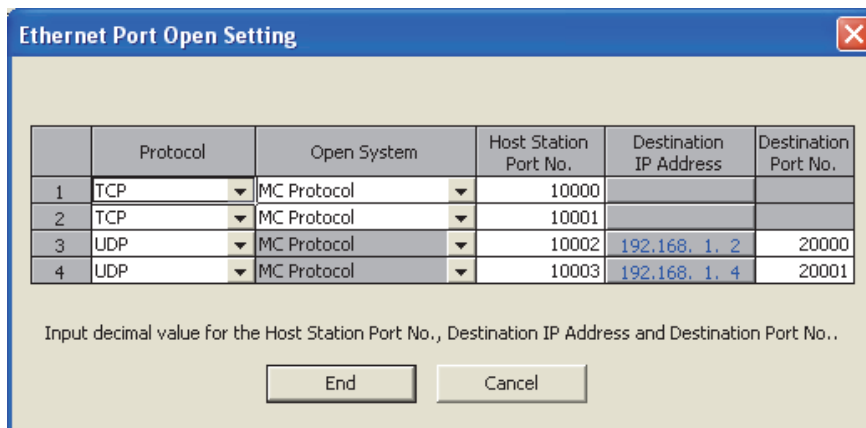 Ethernet Port Open Setting
Protocol Open System Host Station Port No. Destination IP Address Destination Port No.
1 TCP MC Protocol 10000
2 TCP MC Protocol 10001
3 UDP MC Protocol 10002 192.168. 1. 2 20000
4 UDP MC Protocol 10003 192.168. 1. 4 20001
Input decimal value for the Host Station Port No., Destination IP Address and Destination Port No..
End Cancel